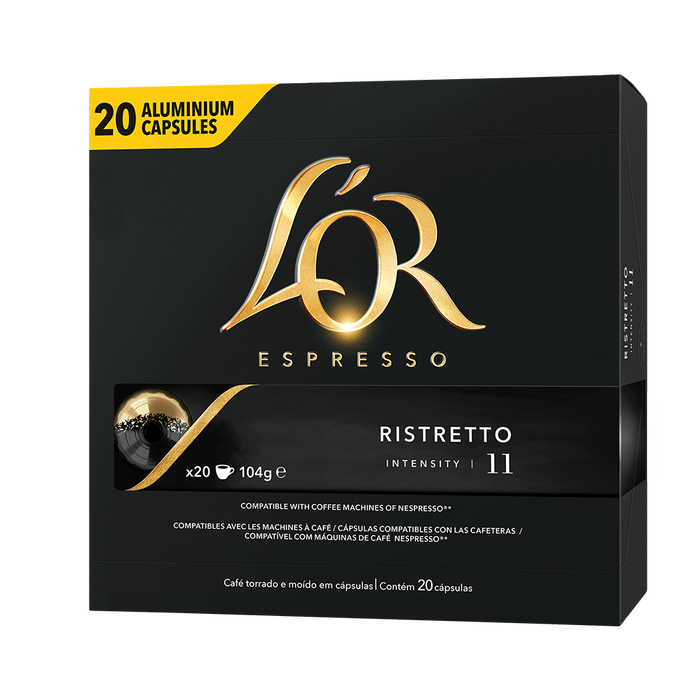 20 ALUMINIUM
CAPSULES
L'OR
ESPRESSO
RISTRETTO
INTENSITY | 11
x20 104g ℮
COMPATIBLE WITH COFFEE MACHINES OF NESPRESSO®*
COMPATIBLES AVEC LES MACHINES À CAFÉ / CÁPSULAS COMPATIBLES CON LAS CAFETERAS /
COMPATÍVEL COM MÁQUINAS DE CAFÉ NESPRESSO®*
Café torrado e moído em cápsulas | Contém 20 cápsulas
RISTRETTO
INTENSITY | 11